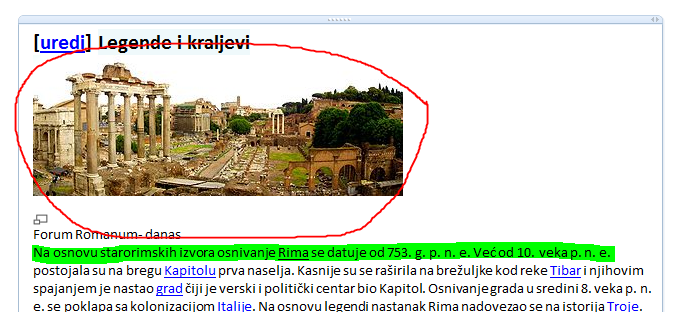 [uredi] Legende i kraljevi
Forum Romanum- danas
Na osnovu starorimskih izvora osnivanje Rima se datuje od 753. g. p. n. e. Već od 10. veka p. n. e.
postojala su na bregu Kapitolu prva naselja. Kasnije su se raširila na brežuljke kod reke Tibar i njihovim
spajanjem je nastao grad čiji je verski i politički centar bio Kapitol. Osnivanje grada u sredini 8. veka p. n.
e. se poklapa sa kolonizacijom Italije. Na osnovu legendi nastanak Rima nadovezao se na istorija Troje.